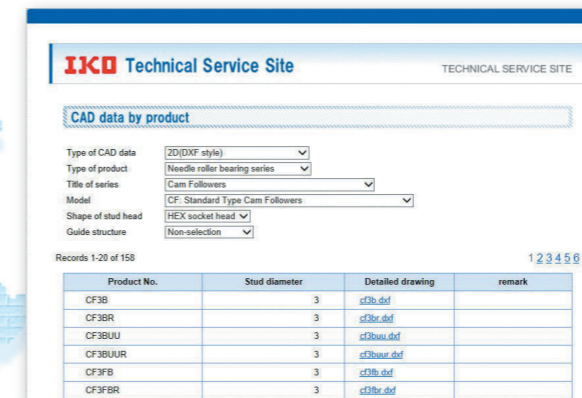 IKO Technical Service Site
TECHNICAL SERVICE SITE
CAD data by product
Type of CAD data 2D(DXF style)
Type of product Needle roller bearing series
Title of series Cam Followers
Model CF: Standard Type Cam Followers
Shape of stud head HEX socket head
Guide structure Non-selection
Records 1-20 of 158 1 2 3 4 5 6
Product No. Stud diameter Detailed drawing remark
CF3B 3 cf3b.dxf
CF3BR 3 cf3br.dxf
CF3BUU 3 cf3buu.dxf
CF3BUUR 3 cf3buur.dxf
CF3FB 3 cf3fb.dxf
CF3FBR 3 cf3fbr.dxf